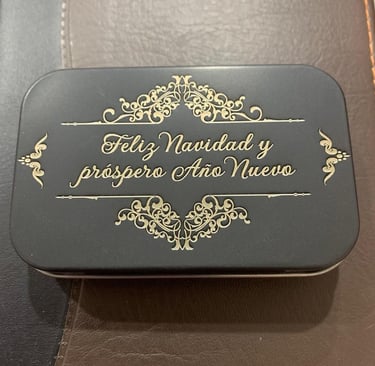 Feliz Navidad y
próspero Año Nuevo